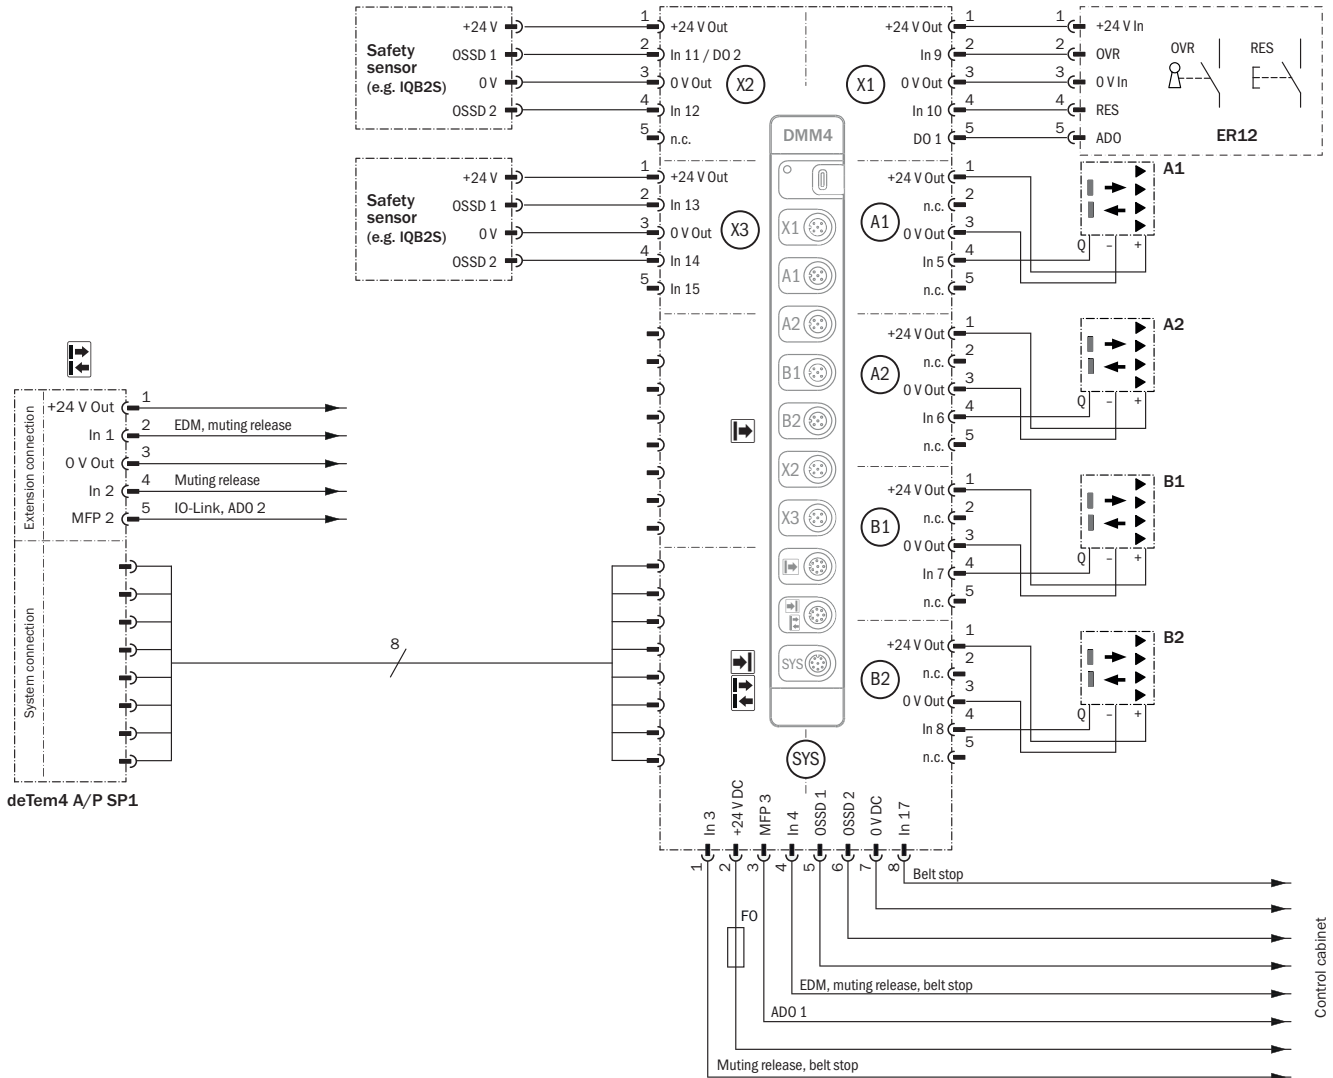 Safety
sensor
(e.g. IQB2S)
+24 V
OSSD 1
0 V
OSSD 2
1 +24 V Out
2 In 11 / DO 2
3 0 V Out
4 In 12
5 n.c.
X2
X1
+24 V Out 1
In 9 2
0 V Out 3
In 10 4
DO 1 5
1 +24 V In
2 OVR
3 0 V In
4 RES
5 ADO
OVR RES
ER12
Safety
sensor
(e.g. IQB2S)
+24 V
OSSD 1
0 V
OSSD 2
1 +24 V Out
2 In 13
3 0 V Out
4 In 14
5 In 15
X3
DMM4
X1
A1
A2
B1
B2
X2
X3
SYS
A1
+24 V Out 1
n.c. 2
0 V Out 3
In 5 4
n.c. 5
A1
Q – +
A2
+24 V Out 1
n.c. 2
0 V Out 3
In 6 4
n.c. 5
A2
Q – +
B1
+24 V Out 1
n.c. 2
0 V Out 3
In 7 4
n.c. 5
B1
Q – +
B2
+24 V Out 1
n.c. 2
0 V Out 3
In 8 4
n.c. 5
B2
Q – +
Extension connection
+24 V Out 1
In 1 2 EDM, muting release
0 V Out 3
In 2 4 Muting release
MFP 2 5 IO-Link, ADO 2
System connection
8
deTem4 A/P SP1
SYS
In 3
+24 V DC
MFP 3
In 4
OSSD 1
OSSD 2
0 V DC
In 17
1 2 3 4 5 6 7 8
Belt stop
F0
EDM, muting release, belt stop
ADO 1
Muting release, belt stop
Control cabinet